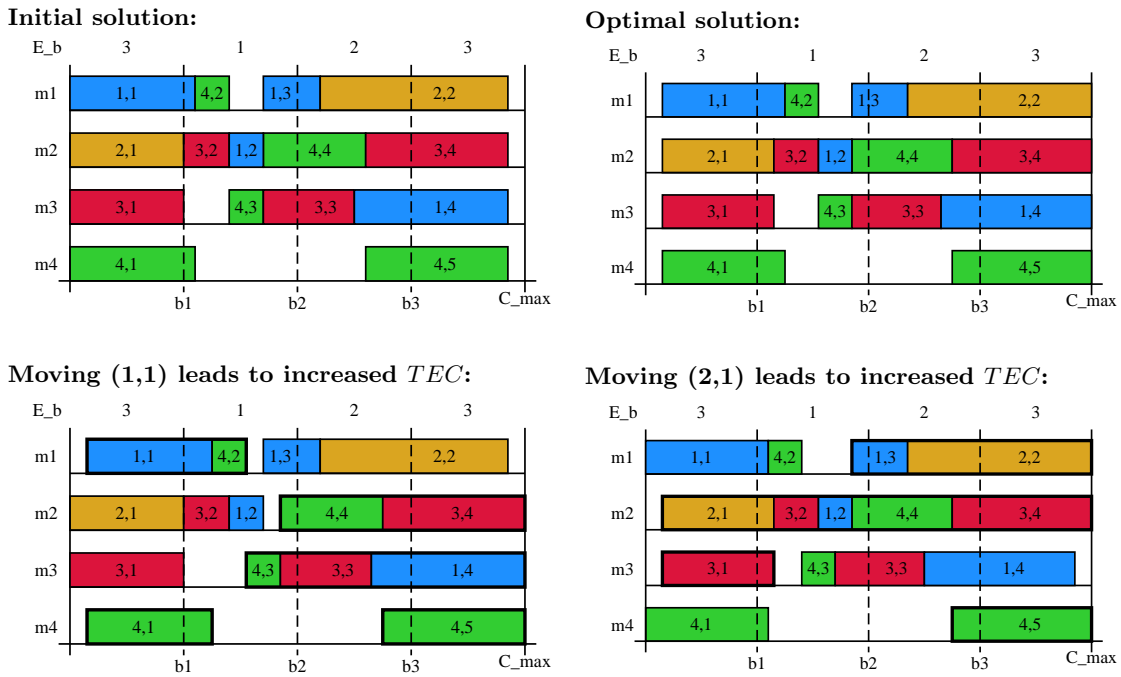 Initial solution:
E_b 3 1 2 3
m1 1,1 4,2 1,3 2,2
m2 2,1 3,2 1,2 4,4 3,4
m3 3,1 4,3 3,3 1,4
m4 4,1 4,5
b1 b2 b3 C_max
Optimal solution:
E_b 3 1 2 3
m1 1,1 4,2 1,3 2,2
m2 2,1 3,2 1,2 4,4 3,4
m3 3,1 4,3 3,3 1,4
m4 4,1 4,5
b1 b2 b3 C_max
Moving (1,1) leads to increased TEC:
E_b 3 1 2 3
m1 1,1 4,2 1,3 2,2
m2 2,1 3,2 1,2 4,4 3,4
m3 3,1 4,3 3,3 1,4
m4 4,1 4,5
b1 b2 b3 C_max
Moving (2,1) leads to increased TEC:
E_b 3 1 2 3
m1 1,1 4,2 1,3 2,2
m2 2,1 3,2 1,2 4,4 3,4
m3 3,1 4,3 3,3 1,4
m4 4,1 4,5
b1 b2 b3 C_max